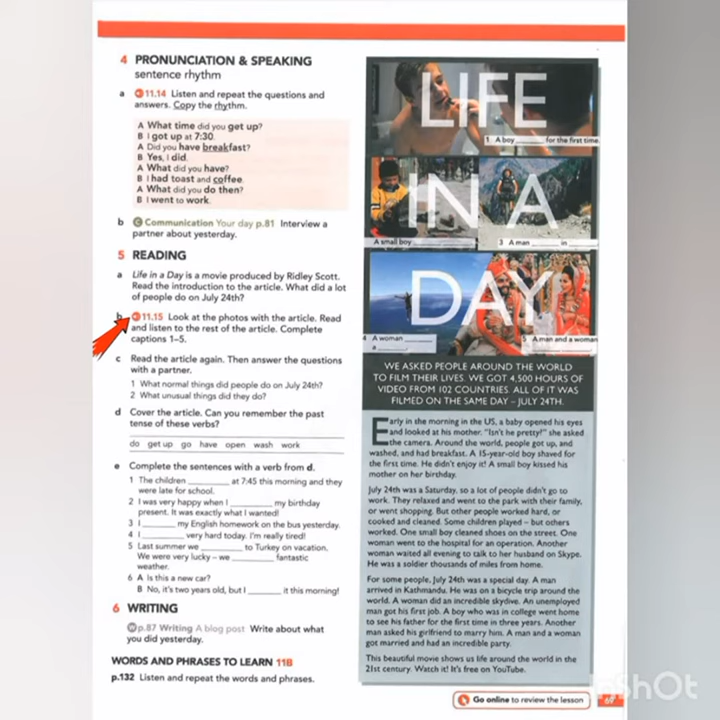 4 PRONUNCIATION & SPEAKING
sentence rhythm
a 11.14 Listen and repeat the questions and
answers. Copy the rhythm.
A What time did you get up?
B I got up at 7:30.
A Did you have breakfast?
B Yes, I did.
A What did you have?
B I had toast and coffee.
A What did you do then?
B I went to work.
b C Communication Your day p.81 Interview a
partner about yesterday.
5 READING
a Life in a Day is a movie produced by Ridley Scott.
Read the introduction to the article. What did a lot
of people do on July 24th?
b 11.15 Look at the photos with the article. Read
and listen to the rest of the article. Complete
captions 1–5.
c Read the article again. Then answer the questions
with a partner.
1 What normal things did people do on July 24th?
2 What unusual things did they do?
d Cover the article. Can you remember the past
tense of these verbs?
do get up go have open wash work
e Complete the sentences with a verb from d.
1 The children ________ at 7:45 this morning and they
were late for school.
2 I was very happy when I ________ my birthday
present. It was exactly what I wanted!
3 I ________ my English homework on the bus yesterday.
4 I ________ very hard today. I'm really tired!
5 Last summer we ________ to Turkey on vacation.
We were very lucky – we ________ fantastic
weather.
6 A Is this a new car?
B No, it's two years old, but I ________ it this morning!
6 WRITING
W p.87 Writing A blog post Write about what
you did yesterday.
WORDS AND PHRASES TO LEARN 11B
p.132 Listen and repeat the words and phrases.
LIFE
1 A boy ________ for the first time.
IN A
A small boy ________
3 A man ________ in ________
DAY
4 A woman ________
a ________
5 A man and a woman
________
WE ASKED PEOPLE AROUND THE WORLD
TO FILM THEIR LIVES. WE GOT 4,500 HOURS OF
VIDEO FROM 102 COUNTRIES. ALL OF IT WAS
FILMED ON THE SAME DAY – JULY 24TH.
Early in the morning in the US, a baby opened his eyes
and looked at his mother. "Isn't he pretty?" she asked
the camera. Around the world, people got up, and
washed, and had breakfast. A 15-year-old boy shaved for
the first time. He didn't enjoy it! A small boy kissed his
mother on her birthday.
July 24th was a Saturday, so a lot of people didn't go to
work. They relaxed and went to the park with their family,
or went shopping. But other people worked hard, or
cooked and cleaned. Some children played – but others
worked. One small boy cleaned shoes on the street. One
woman went to the hospital for an operation. Another
woman waited all evening to talk to her husband on Skype.
He was a soldier thousands of miles from home.
For some people, July 24th was a special day. A man
arrived in Kathmandu. He was on a bicycle trip around the
world. A woman did an incredible skydive. An unemployed
man got his first job. A boy who was in college went home
to see his father for the first time in three years. Another
man asked his girlfriend to marry him. A man and a woman
got married and had an incredible party.
This beautiful movie shows us life around the world in the
21st century. Watch it! It's free on YouTube.
Go online to review the lesson
69
InShOt